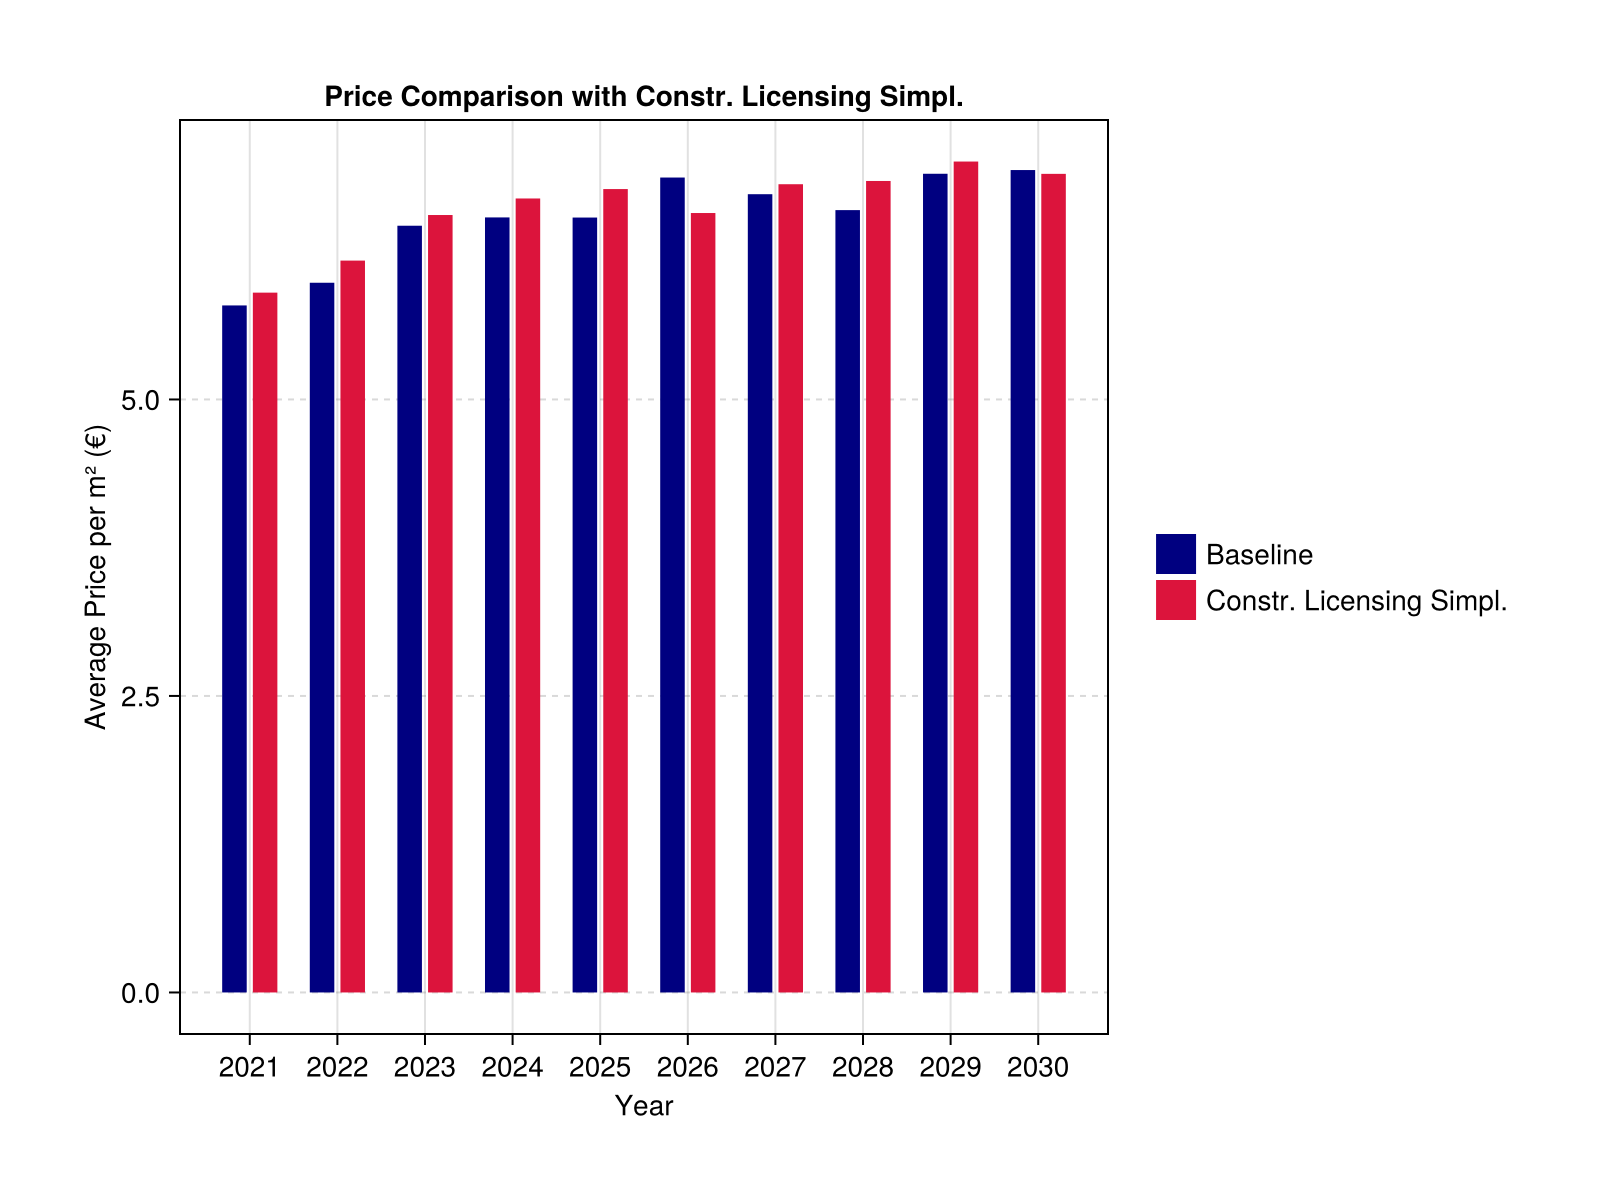 Price Comparison with Constr. Licensing Simpl.
Average Price per m² (€)
5.0
2.5
0.0
2021 2022 2023 2024 2025 2026 2027 2028 2029 2030
Year
Baseline
Constr. Licensing Simpl.